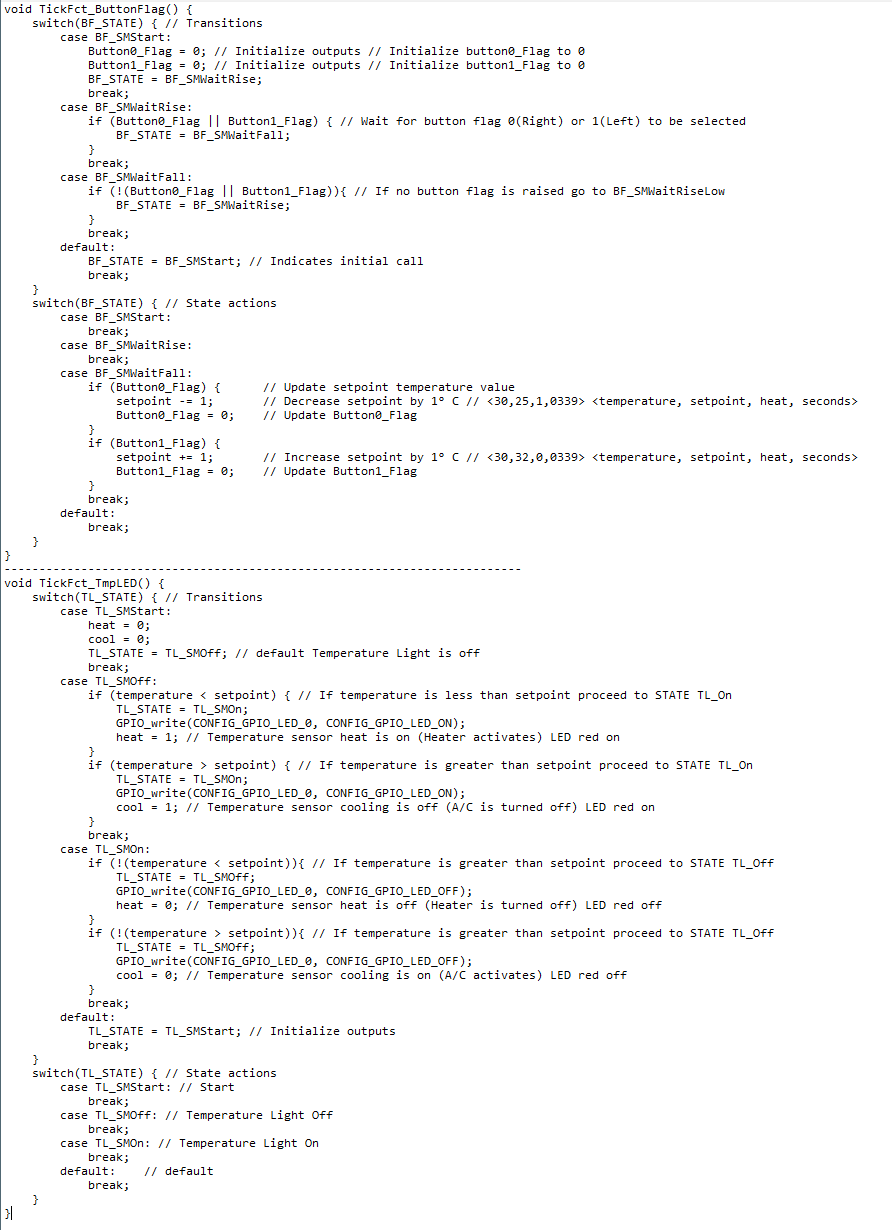 void TickFct_ButtonFlag() {
    switch(BF_STATE) { // Transitions
        case BF_SMStart:
            Button0_Flag = 0; // Initialize outputs // Initialize button0_Flag to 0
            Button1_Flag = 0; // Initialize outputs // Initialize button1_Flag to 0
            BF_STATE = BF_SMWaitRise;
            break;
        case BF_SMWaitRise:
            if (Button0_Flag || Button1_Flag) { // Wait for button flag 0(Right) or 1(Left) to be selected
                BF_STATE = BF_SMWaitFall;
            }
            break;
        case BF_SMWaitFall:
            if (!(Button0_Flag || Button1_Flag)){ // If no button flag is raised go to BF_SMWaitRiseLow
                BF_STATE = BF_SMWaitRise;
            }
            break;
        default:
            BF_STATE = BF_SMStart; // Indicates initial call
            break;
    }
    switch(BF_STATE) { // State actions
        case BF_SMStart:
            break;
        case BF_SMWaitRise:
            break;
        case BF_SMWaitFall:
            if (Button0_Flag) {      // Update setpoint temperature value
                setpoint -= 1;       // Decrease setpoint by 1° C // <30,25,1,0339> <temperature, setpoint, heat, seconds>
                Button0_Flag = 0;    // Update Button0_Flag
            }
            if (Button1_Flag) {
                setpoint += 1;       // Increase setpoint by 1° C // <30,32,0,0339> <temperature, setpoint, heat, seconds>
                Button1_Flag = 0;    // Update Button1_Flag
            }
            break;
        default:
            break;
    }
}
--------------------------------------------------------------------------
void TickFct_TmpLED() {
    switch(TL_STATE) { // Transitions
        case TL_SMStart:
            heat = 0;
            cool = 0;
            TL_STATE = TL_SMOff; // default Temperature Light is off
            break;
        case TL_SMOff:
            if (temperature < setpoint) { // If temperature is less than setpoint proceed to STATE TL_On
                TL_STATE = TL_SMOn;
                GPIO_write(CONFIG_GPIO_LED_0, CONFIG_GPIO_LED_ON);
                heat = 1; // Temperature sensor heat is on (Heater activates) LED red on
            }
            if (temperature > setpoint) { // If temperature is greater than setpoint proceed to STATE TL_On
                TL_STATE = TL_SMOn;
                GPIO_write(CONFIG_GPIO_LED_0, CONFIG_GPIO_LED_ON);
                cool = 1; // Temperature sensor cooling is off (A/C is turned off) LED red on
            }
            break;
        case TL_SMOn:
            if (!(temperature < setpoint)){ // If temperature is greater than setpoint proceed to STATE TL_Off
                TL_STATE = TL_SMOff;
                GPIO_write(CONFIG_GPIO_LED_0, CONFIG_GPIO_LED_OFF);
                heat = 0; // Temperature sensor heat is off (Heater is turned off) LED red off
            }
            if (!(temperature > setpoint)){ // If temperature is greater than setpoint proceed to STATE TL_Off
                TL_STATE = TL_SMOff;
                GPIO_write(CONFIG_GPIO_LED_0, CONFIG_GPIO_LED_OFF);
                cool = 0; // Temperature sensor cooling is on (A/C activates) LED red off
            }
            break;
        default:
            TL_STATE = TL_SMStart; // Initialize outputs
            break;
    }
    switch(TL_STATE) { // State actions
        case TL_SMStart: // Start
            break;
        case TL_SMOff: // Temperature Light Off
            break;
        case TL_SMOn: // Temperature Light On
            break;
        default:    // default
            break;
    }
}